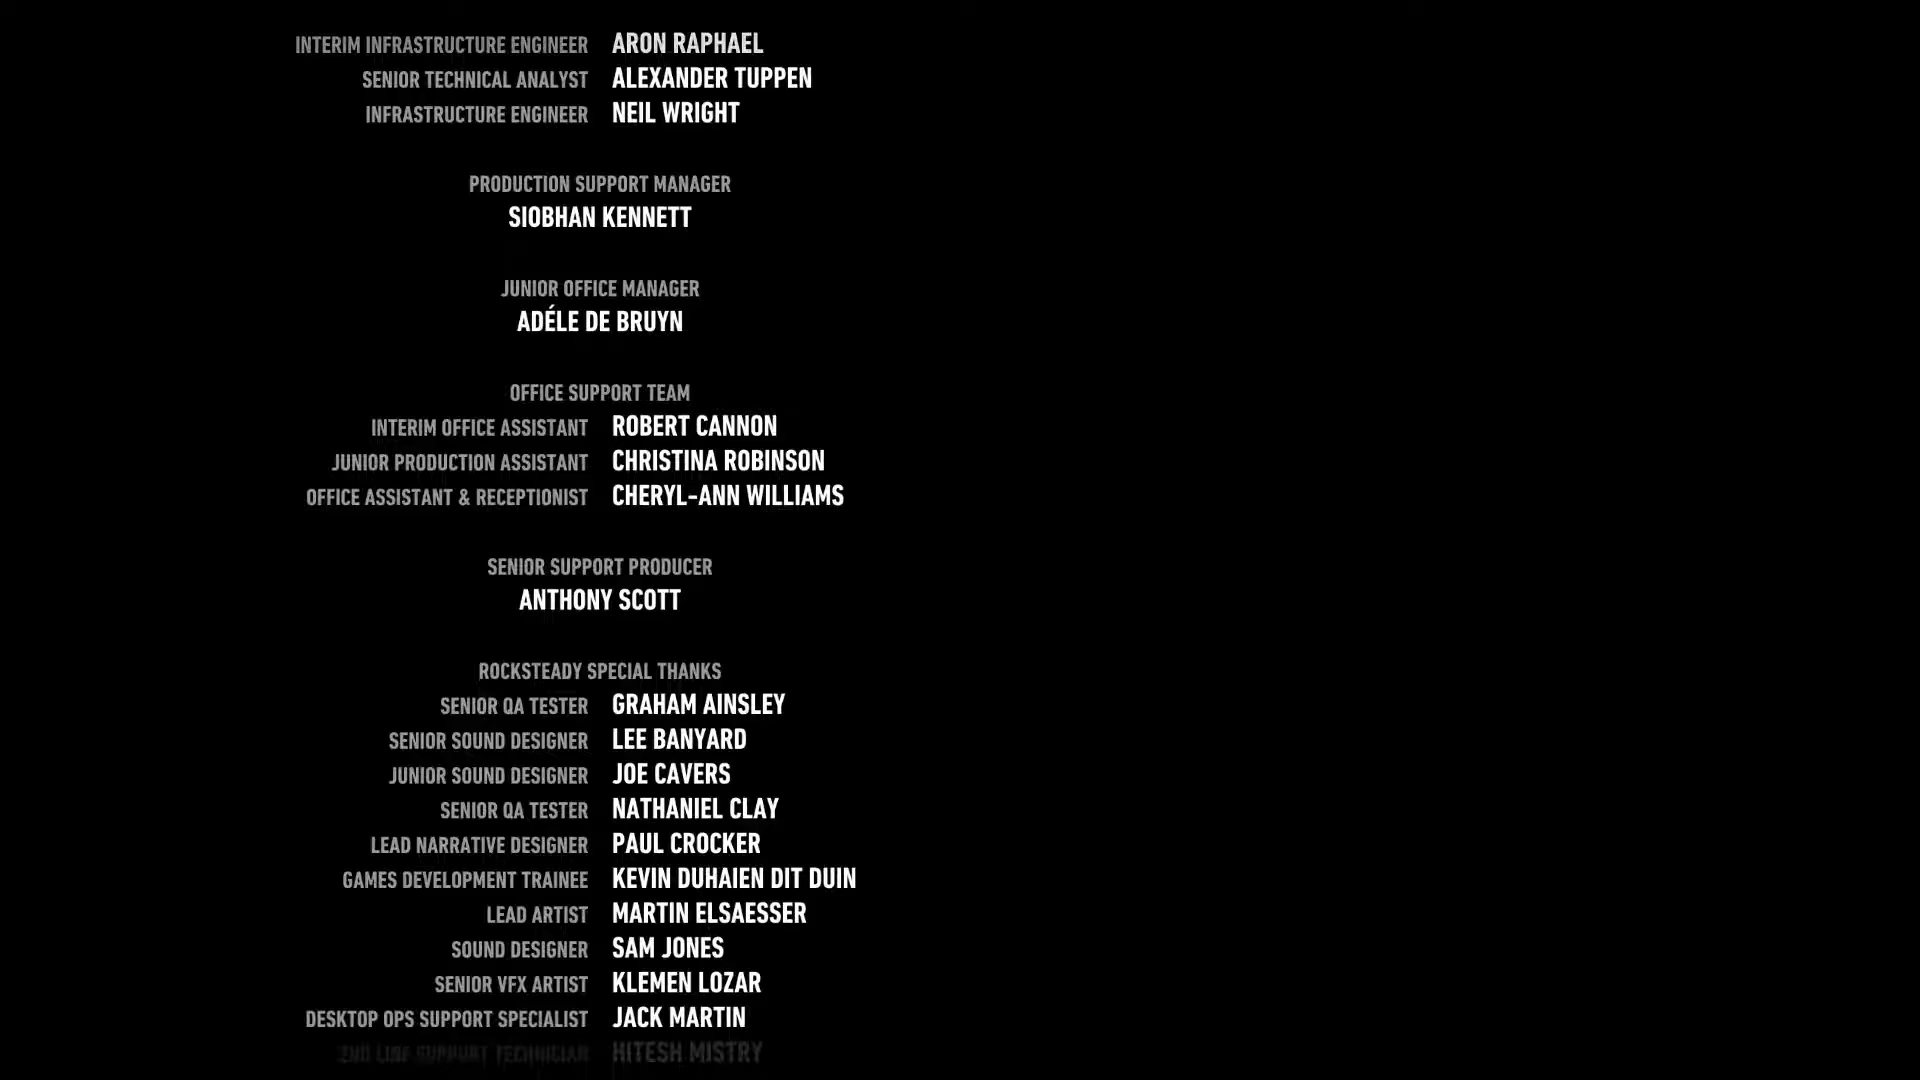 INTERIM INFRASTRUCTURE ENGINEER ARON RAPHAEL
SENIOR TECHNICAL ANALYST ALEXANDER TUPPEN
INFRASTRUCTURE ENGINEER NEIL WRIGHT
PRODUCTION SUPPORT MANAGER
SIOBHAN KENNETT
JUNIOR OFFICE MANAGER
ADÉLE DE BRUYN
OFFICE SUPPORT TEAM
INTERIM OFFICE ASSISTANT ROBERT CANNON
JUNIOR PRODUCTION ASSISTANT CHRISTINA ROBINSON
OFFICE ASSISTANT & RECEPTIONIST CHERYL-ANN WILLIAMS
SENIOR SUPPORT PRODUCER
ANTHONY SCOTT
ROCKSTEADY SPECIAL THANKS
SENIOR QA TESTER GRAHAM AINSLEY
SENIOR SOUND DESIGNER LEE BANYARD
JUNIOR SOUND DESIGNER JOE CAVERS
SENIOR QA TESTER NATHANIEL CLAY
LEAD NARRATIVE DESIGNER PAUL CROCKER
GAMES DEVELOPMENT TRAINEE KEVIN DUHAIEN DIT DUIN
LEAD ARTIST MARTIN ELSAESSER
SOUND DESIGNER SAM JONES
SENIOR VFX ARTIST KLEMEN LOZAR
DESKTOP OPS SUPPORT SPECIALIST JACK MARTIN
2ND LINE SUPPORT TECHNICIAN HITESH MISTRY